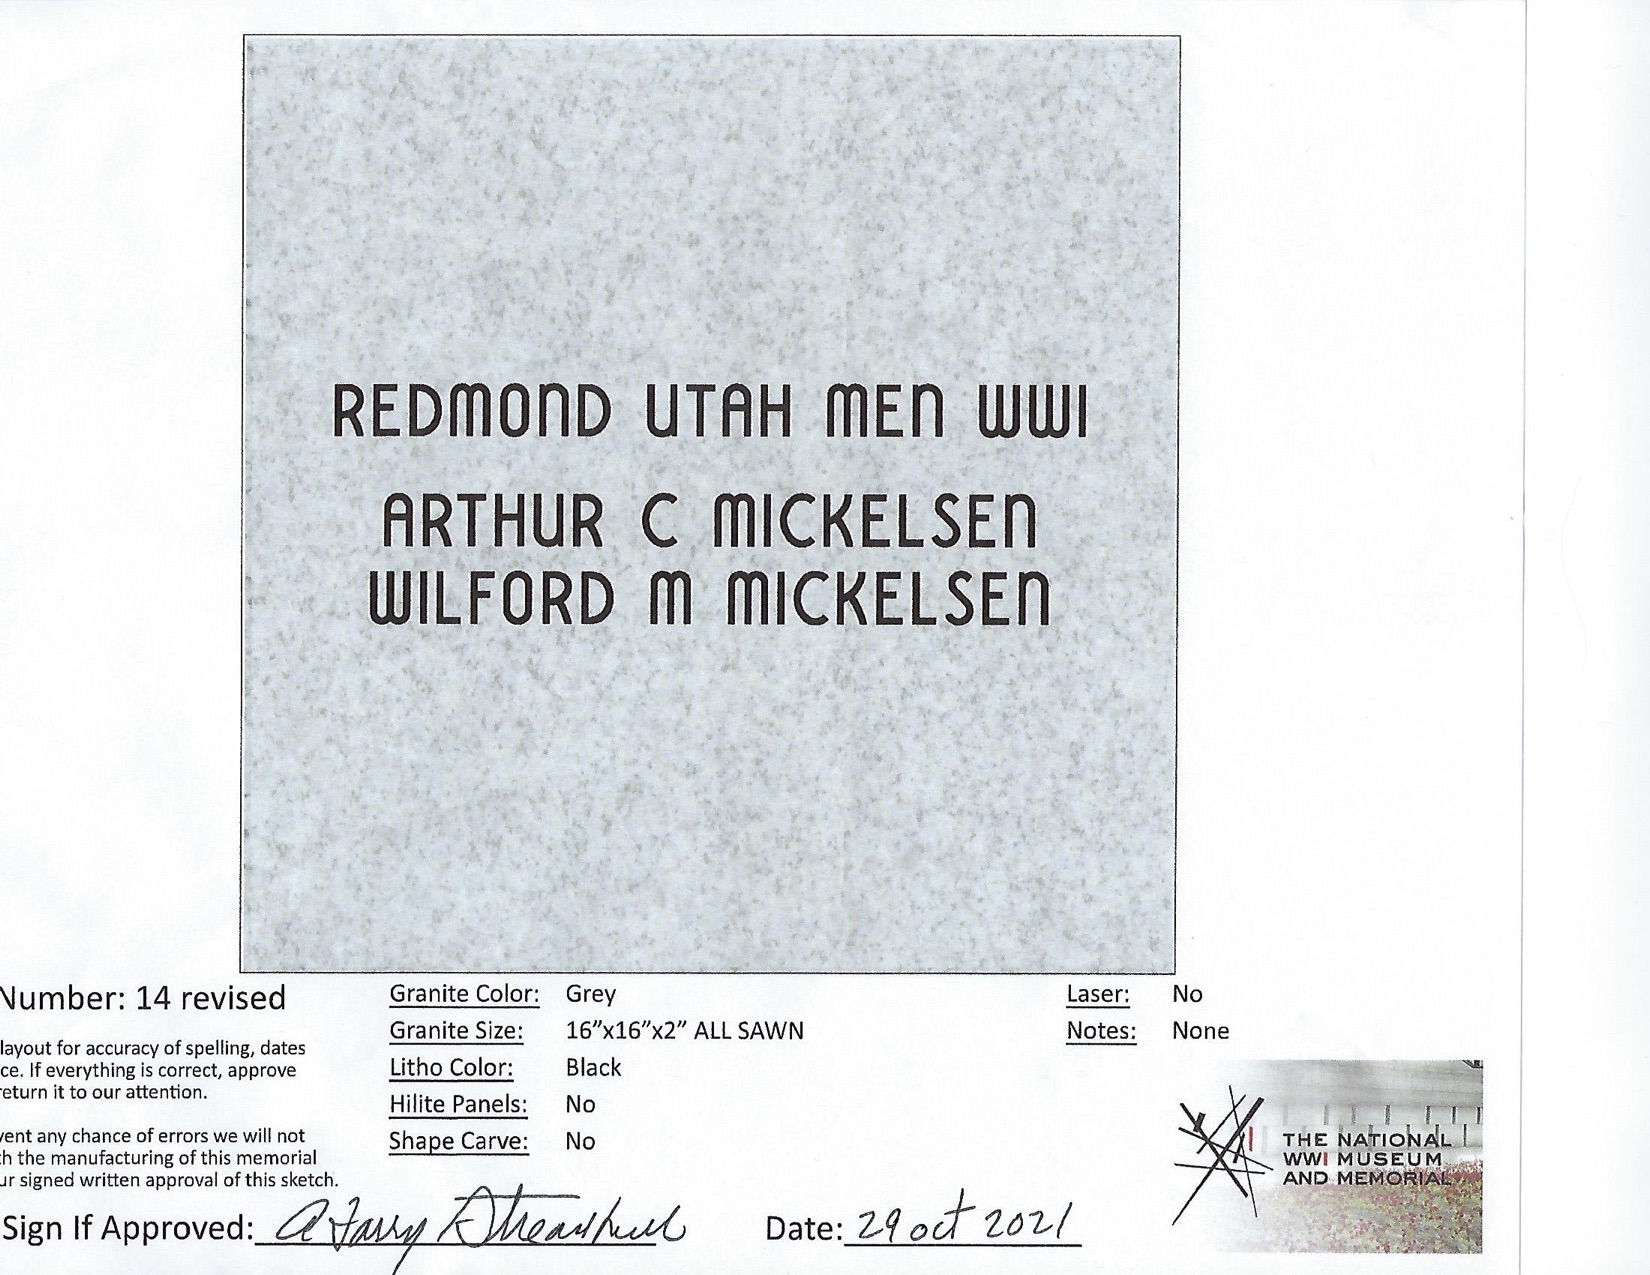 REDMOND UTAH MEN WWI
ARTHUR C MICKELSEN
WILFORD M MICKELSEN
Number: 14 revised
layout for accuracy of spelling, dates
ce. If everything is correct, approve
return it to our attention.
vent any chance of errors we will not
h the manufacturing of this memorial
ur signed written approval of this sketch.
Granite Color: Grey
Granite Size: 16”x16”x2” ALL SAWN
Litho Color: Black
Hilite Panels: No
Shape Carve: No
Laser: No
Notes: None
THE NATIONAL
WWI MUSEUM
AND MEMORIAL
Sign If Approved:
Date: 29 oct 2021